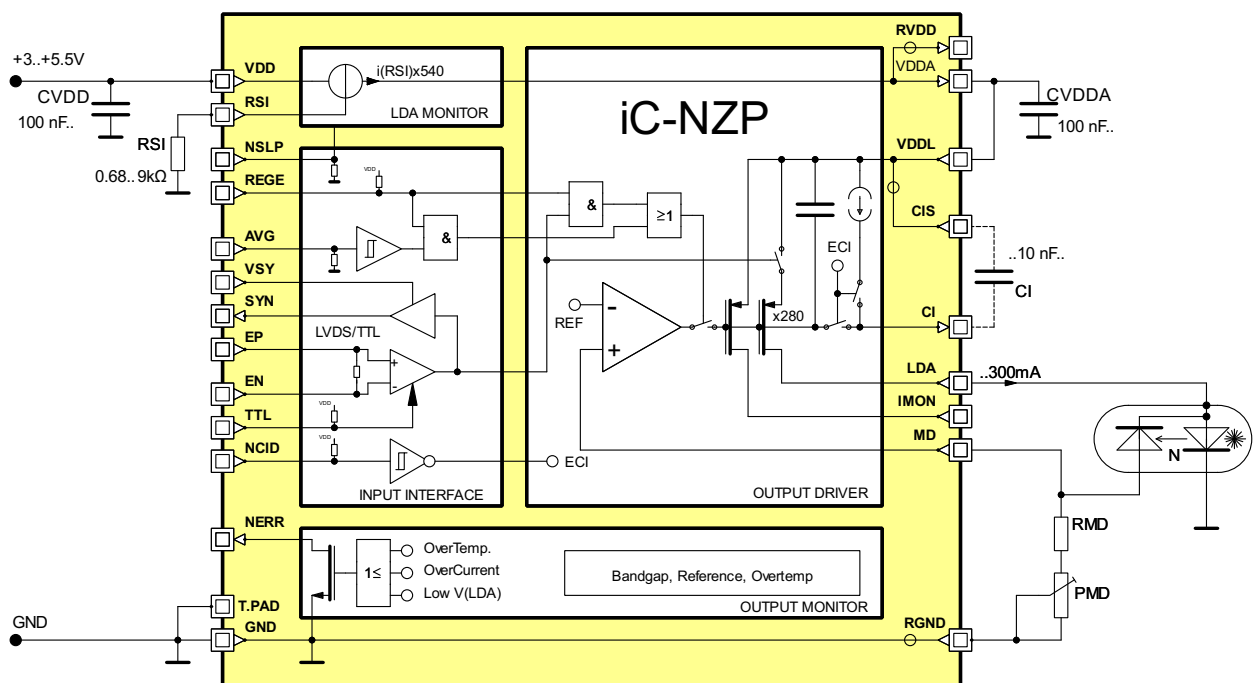 RVDD
+3..+5.5V
VDD
i(RSI)x540
VDDA
CVDD
100 nF..
RSI
LDA MONITOR
iC-NZP
CVDDA
100 nF..
RSI
0.68..9kΩ
NSLP
VDD
VDDL
REGE
&
≥1
CIS
AVG
&
ECI
..10 nF..
CI
VSY
SYN
REF
-
+
x280
CI
LVDS/TTL
EP
+
-
EN
LDA
..300mA
VDD
TTL
IMON
VDD
NCID
MD
N
ECI
INPUT INTERFACE
OUTPUT DRIVER
NERR
1≤
OverTemp.
OverCurrent
Low V(LDA)
Bandgap, Reference, Overtemp
RMD
PMD
T.PAD
OUTPUT MONITOR
GND
GND
RGND